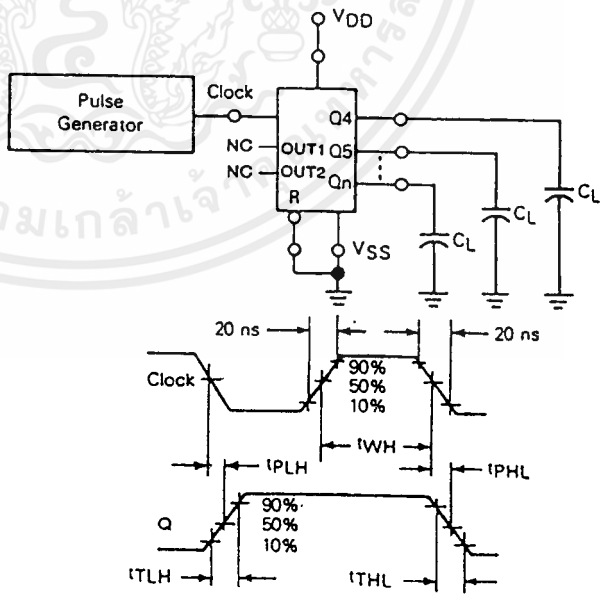 VDD
Pulse
Generator
Clock
Q4
NC
OUT1
Q5
NC
OUT2
Qn
R
CL
CL
CL
VSS
20 ns
20 ns
Clock
90%
50%
10%
tWH
tPLH
tPHL
Q
90%
50%
10%
tTLH
tTHL